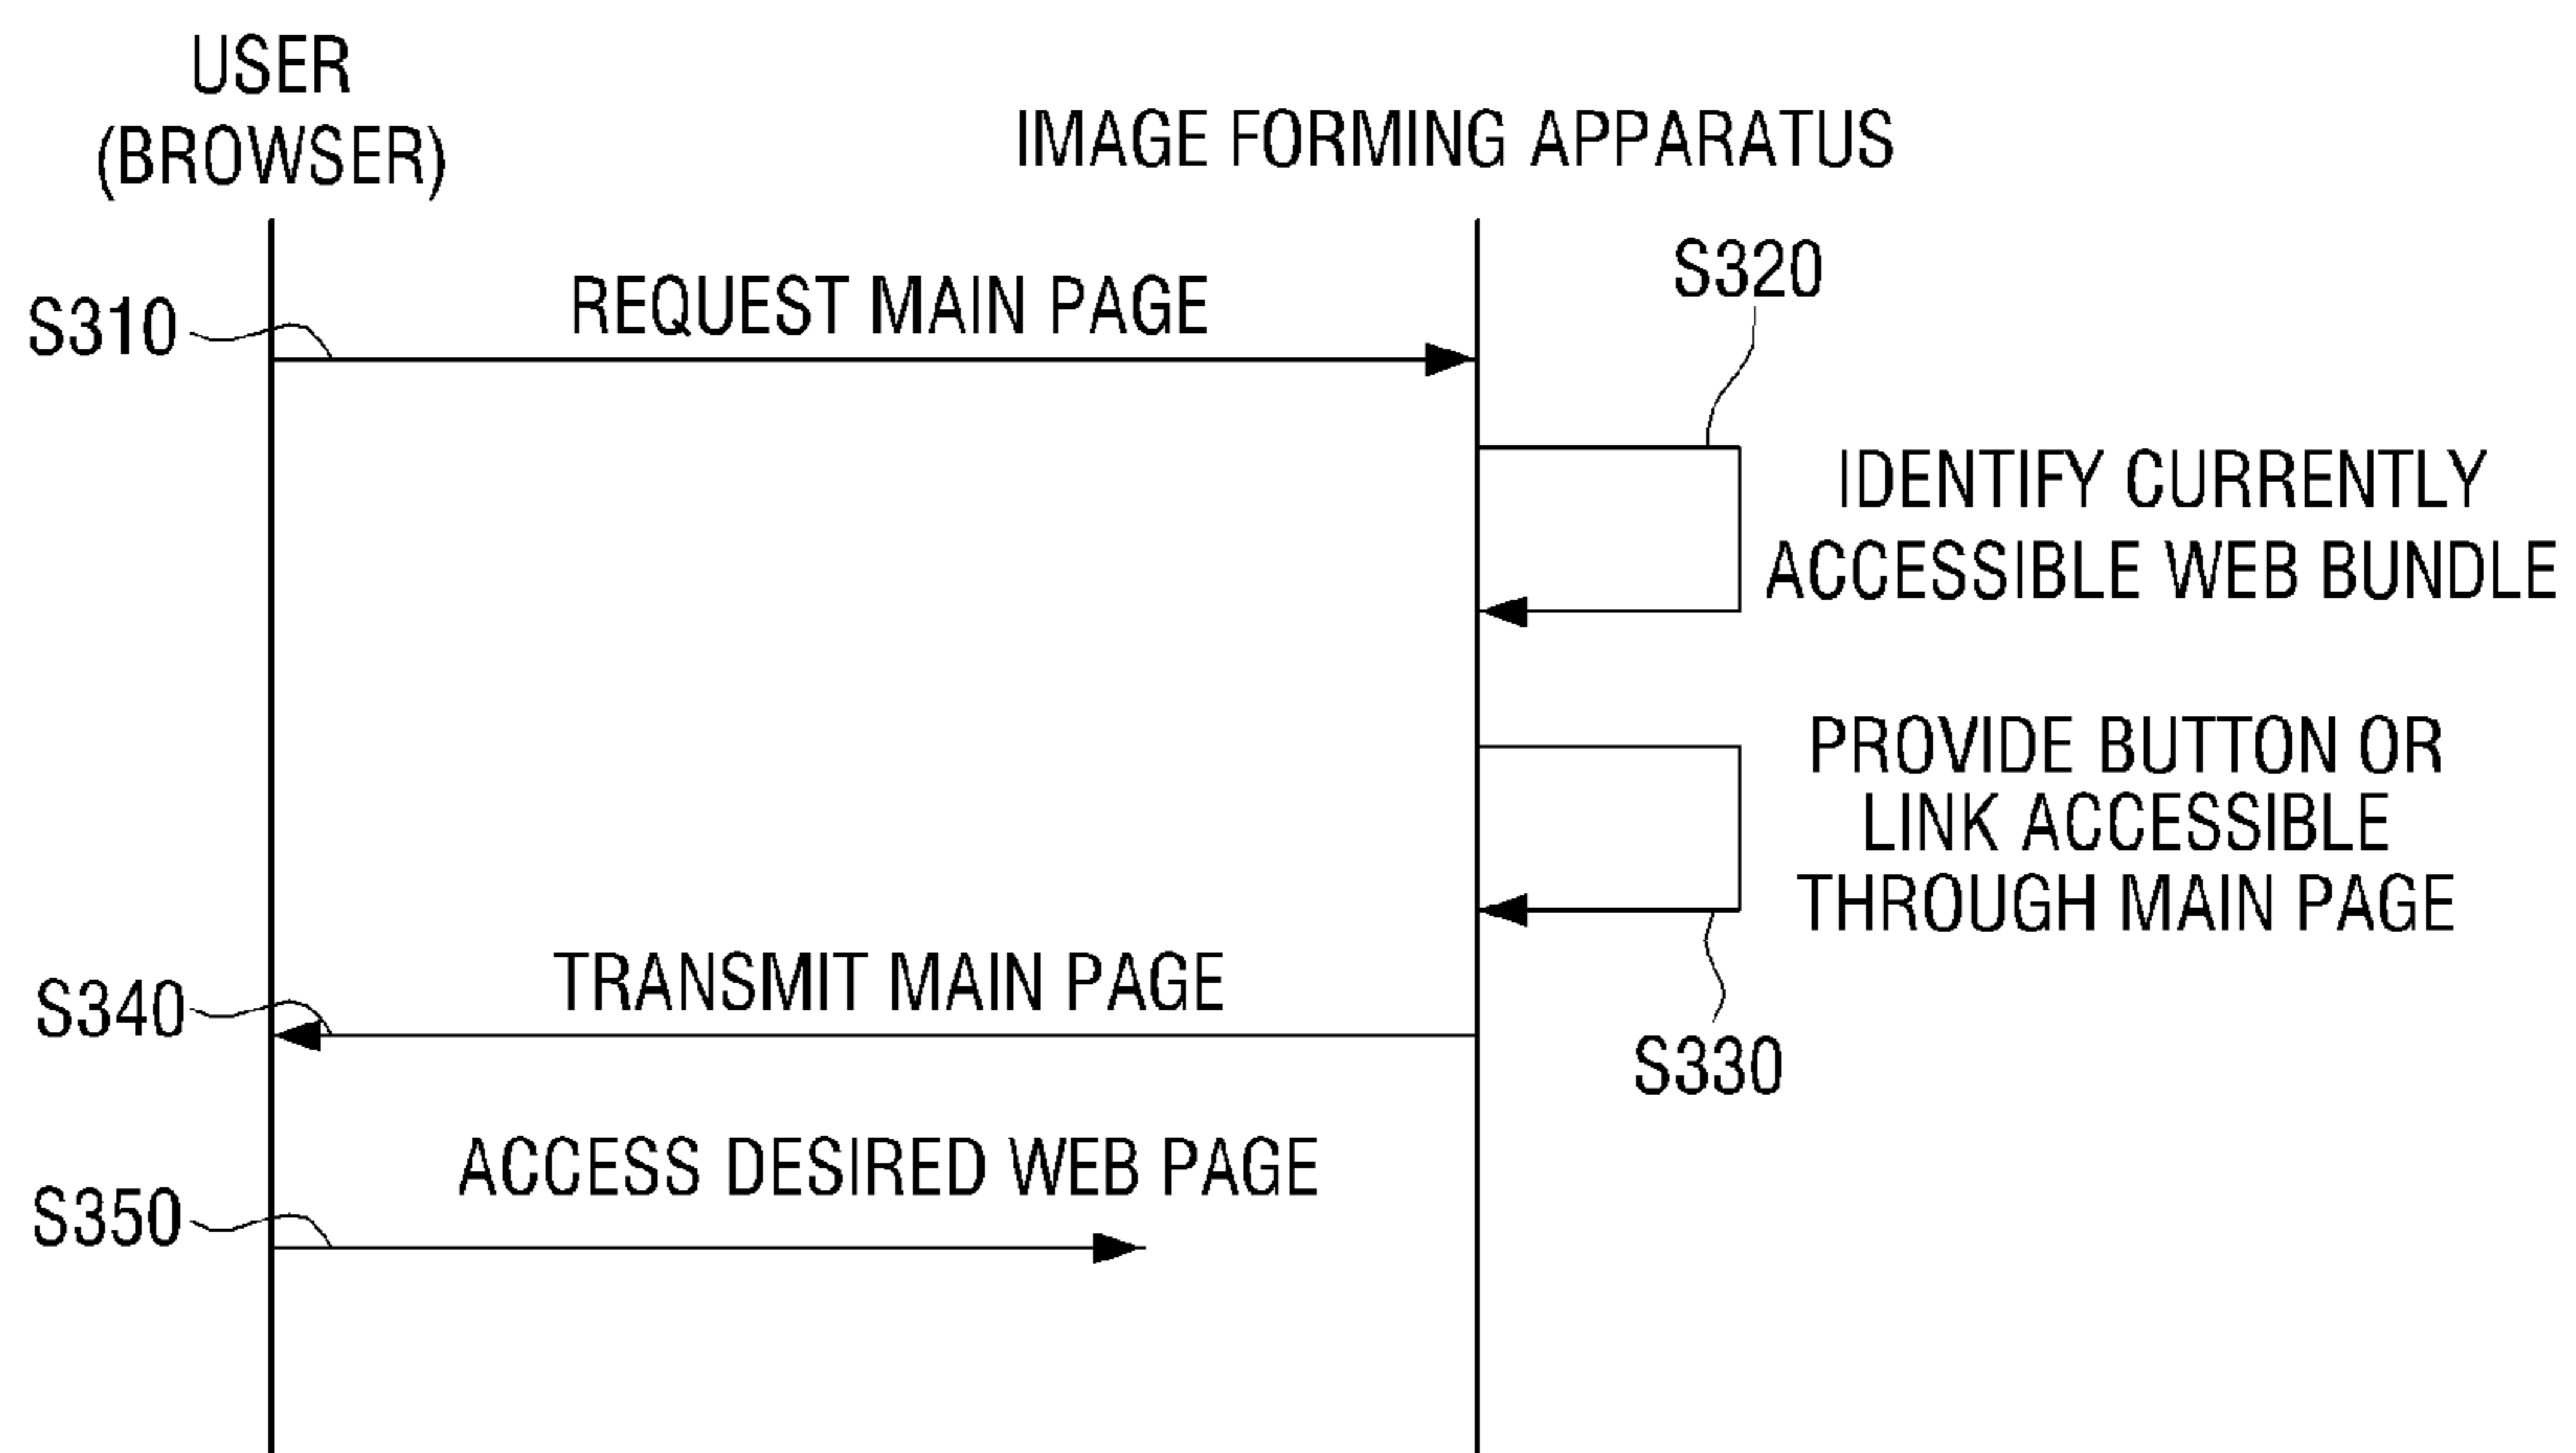 USER
(BROWSER)
IMAGE FORMING APPARATUS
S310
REQUEST MAIN PAGE
S320
IDENTIFY CURRENTLY
ACCESSIBLE WEB BUNDLE
PROVIDE BUTTON OR
LINK ACCESSIBLE
THROUGH MAIN PAGE
S330
S340
TRANSMIT MAIN PAGE
S350
ACCESS DESIRED WEB PAGE